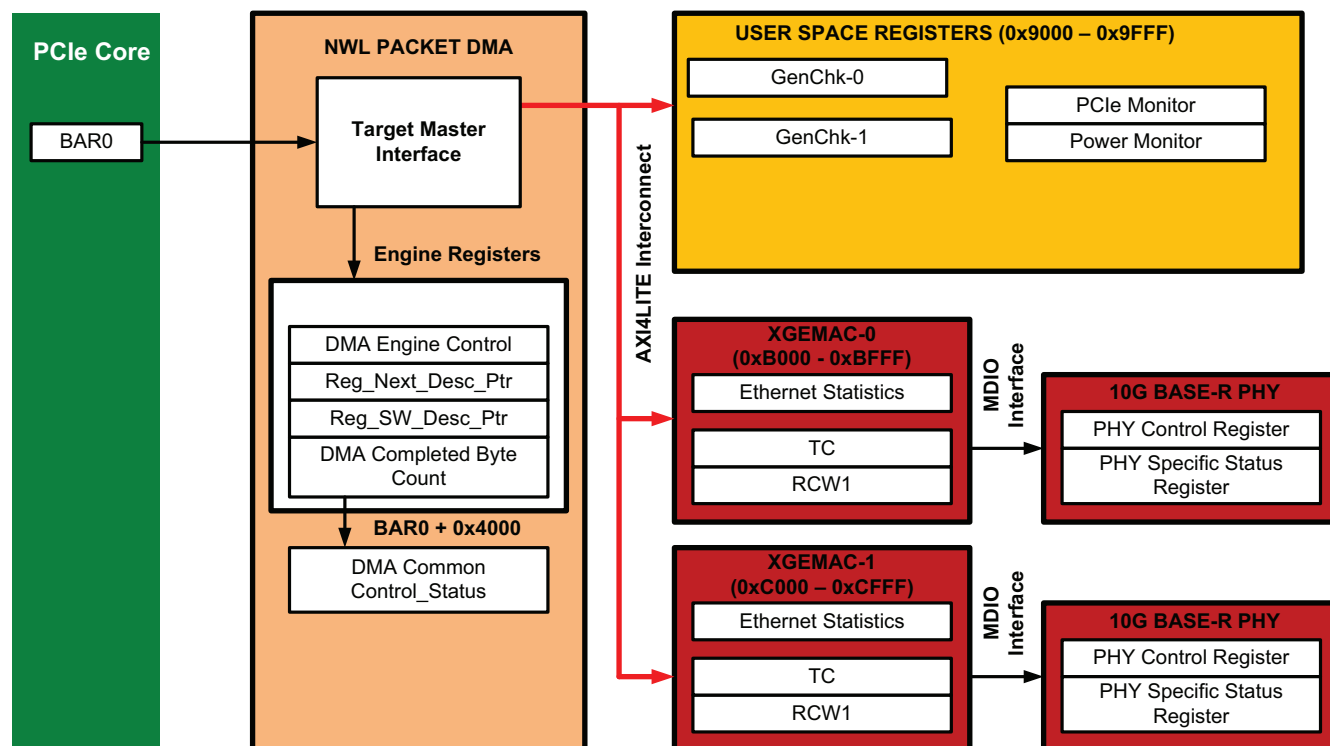 PCIe Core
BAR0
NWL PACKET DMA
Target Master
Interface
Engine Registers
DMA Engine Control
Reg_Next_Desc_Ptr
Reg_SW_Desc_Ptr
DMA Completed Byte
Count
BAR0 + 0x4000
DMA Common
Control_Status
AXI4LITE Interconnect
USER SPACE REGISTERS (0x9000 – 0x9FFF)
GenChk-0
GenChk-1
PCIe Monitor
Power Monitor
XGEMAC-0
(0xB000 - 0xBFFF)
Ethernet Statistics
TC
RCW1
MDIO
Interface
10G BASE-R PHY
PHY Control Register
PHY Specific Status
Register
XGEMAC-1
(0xC000 – 0xCFFF)
Ethernet Statistics
TC
RCW1
MDIO
Interface
10G BASE-R PHY
PHY Control Register
PHY Specific Status
Register